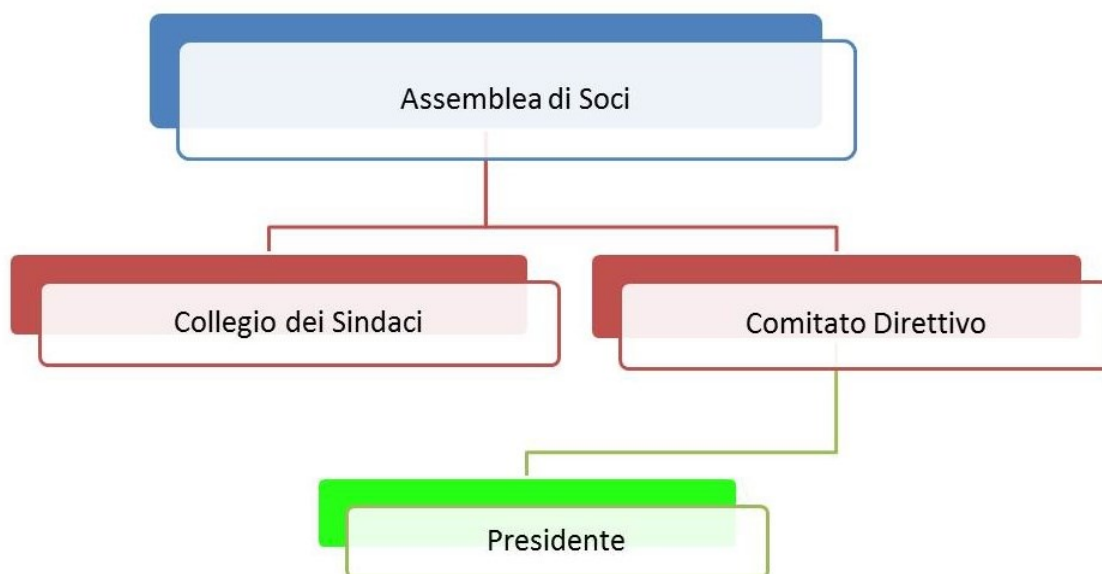 Assemblea di Soci
Collegio dei Sindaci
Comitato Direttivo
Presidente